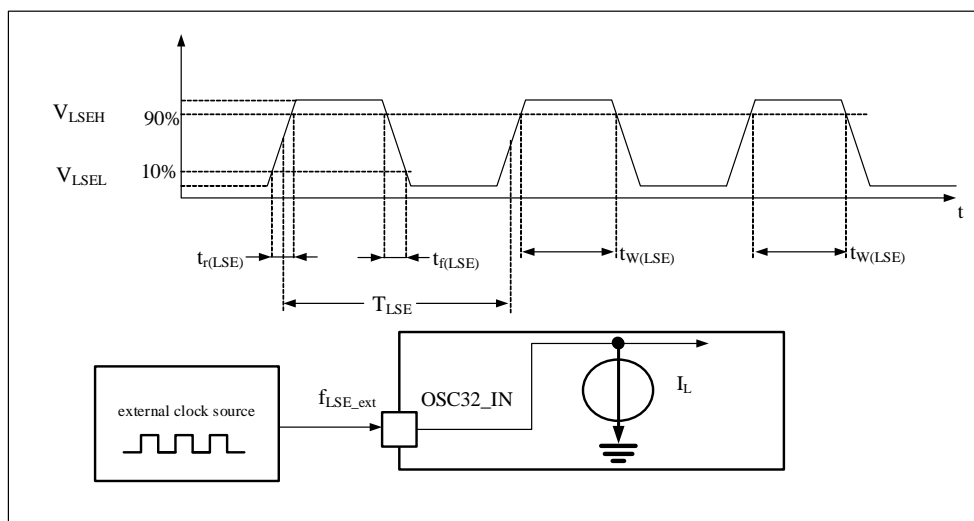 V_LSEH 90%
V_LSEL 10%
t
t_r(LSE) t_f(LSE) t_W(LSE) t_W(LSE)
T_LSE
external clock source
f_LSE_ext
OSC32_IN
I_L